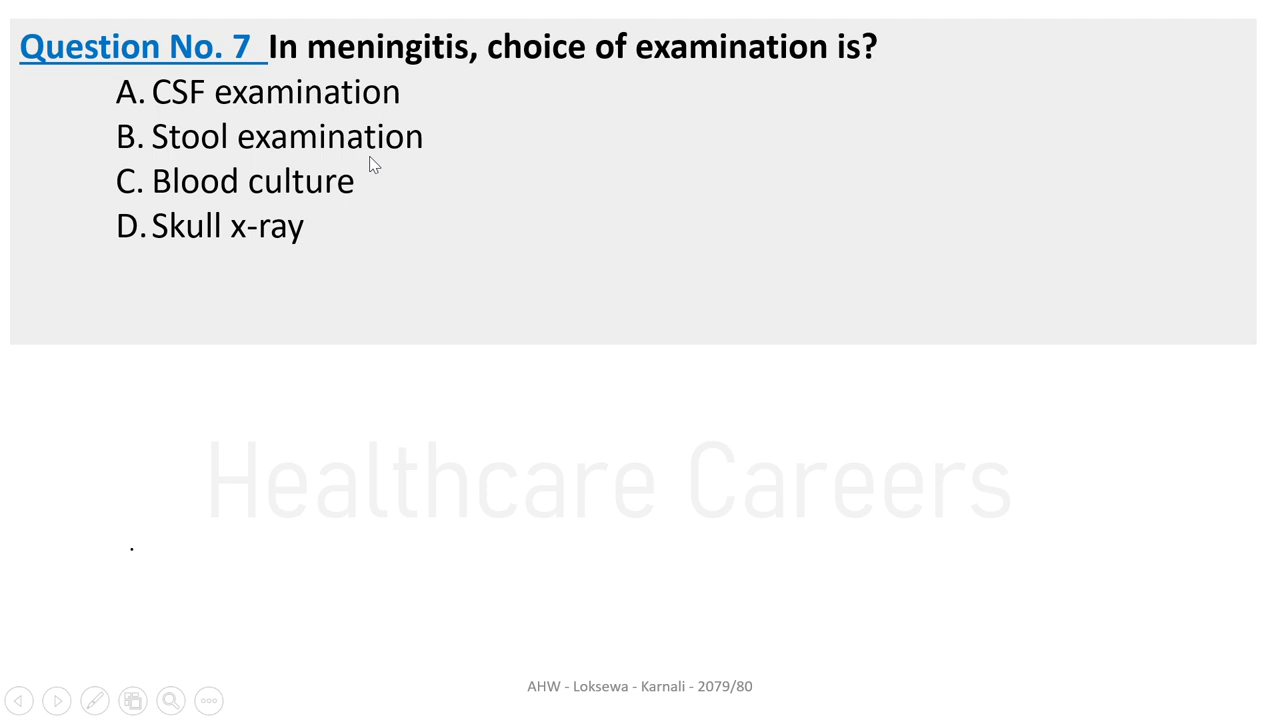 Question No. 7 In meningitis, choice of examination is?
A. CSF examination
B. Stool examination
C. Blood culture
D. Skull x-ray
Healthcare Careers
.
AHW - Loksewa - Karnali - 2079/80